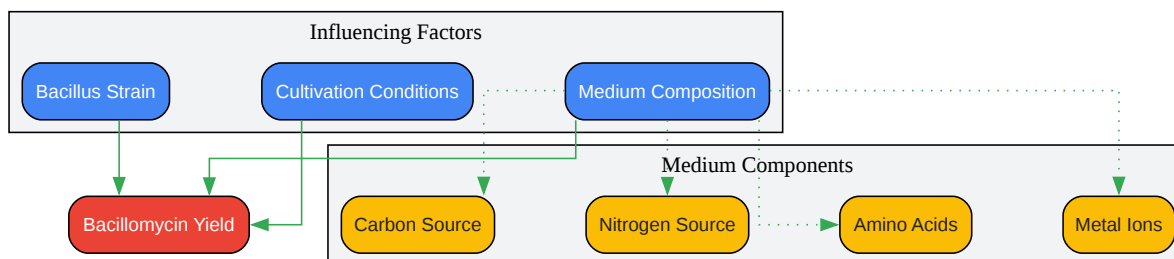 Influencing Factors
Bacillus Strain
Cultivation Conditions
Medium Composition
Medium Components
Bacillomycin Yield
Carbon Source
Nitrogen Source
Amino Acids
Metal Ions